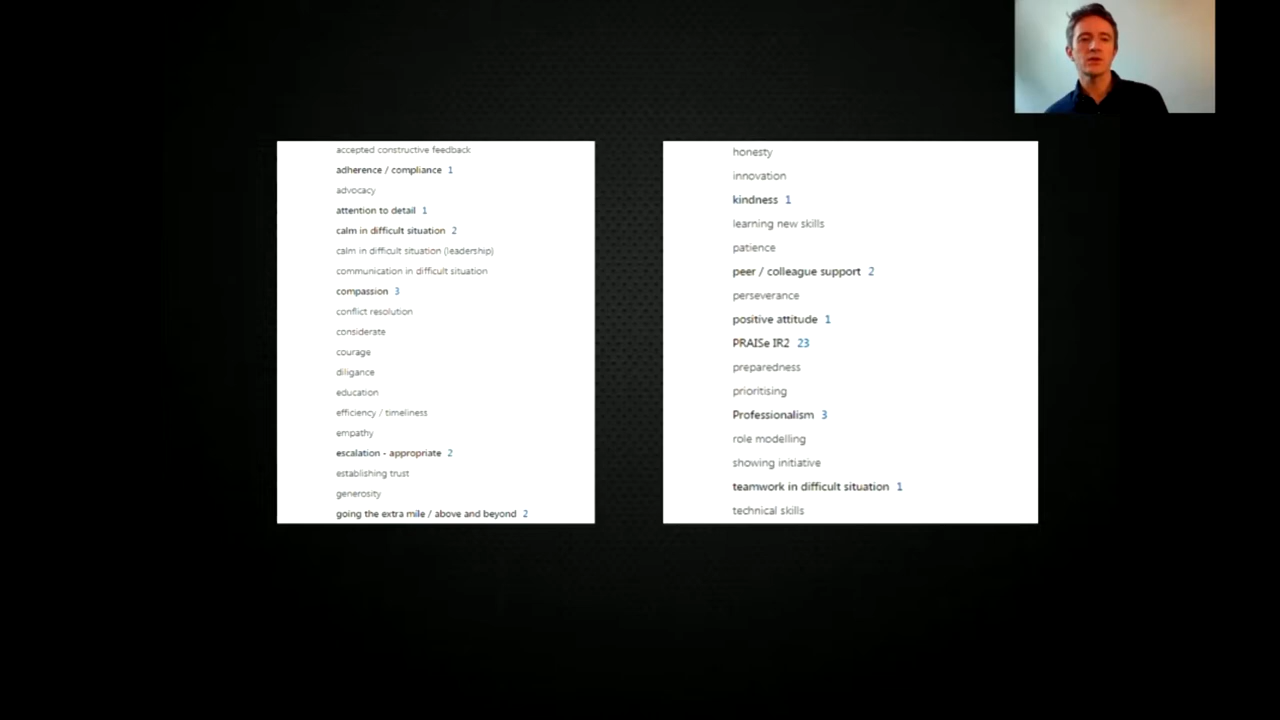 accepted constructive feedback
adherence / compliance 1
advocacy
attention to detail 1
calm in difficult situation 2
calm in difficult situation (leadership)
communication in difficult situation
compassion 3
conflict resolution
considerate
courage
diligance
education
efficiency / timeliness
empathy
escalation - appropriate 2
establishing trust
generosity
going the extra mile / above and beyond 2
honesty
innovation
kindness 1
learning new skills
patience
peer / colleague support 2
perseverance
positive attitude 1
PRAISe IR2 23
preparedness
prioritising
Professionalism 3
role modelling
showing initiative
teamwork in difficult situation 1
technical skills